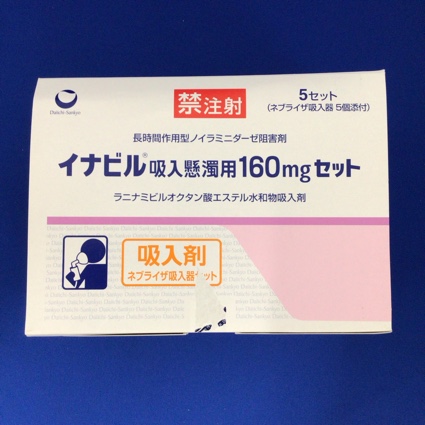 Daiichi-Sankyo
禁注射
5セット
(ネブライザ吸入器 5個添付)
長時間作用型ノイラミニダーゼ阻害剤
イナビル®吸入懸濁用160mgセット
ラニナミビルオクタン酸エステル水和物吸入剤
吸入剤
ネブライザ吸入器セット